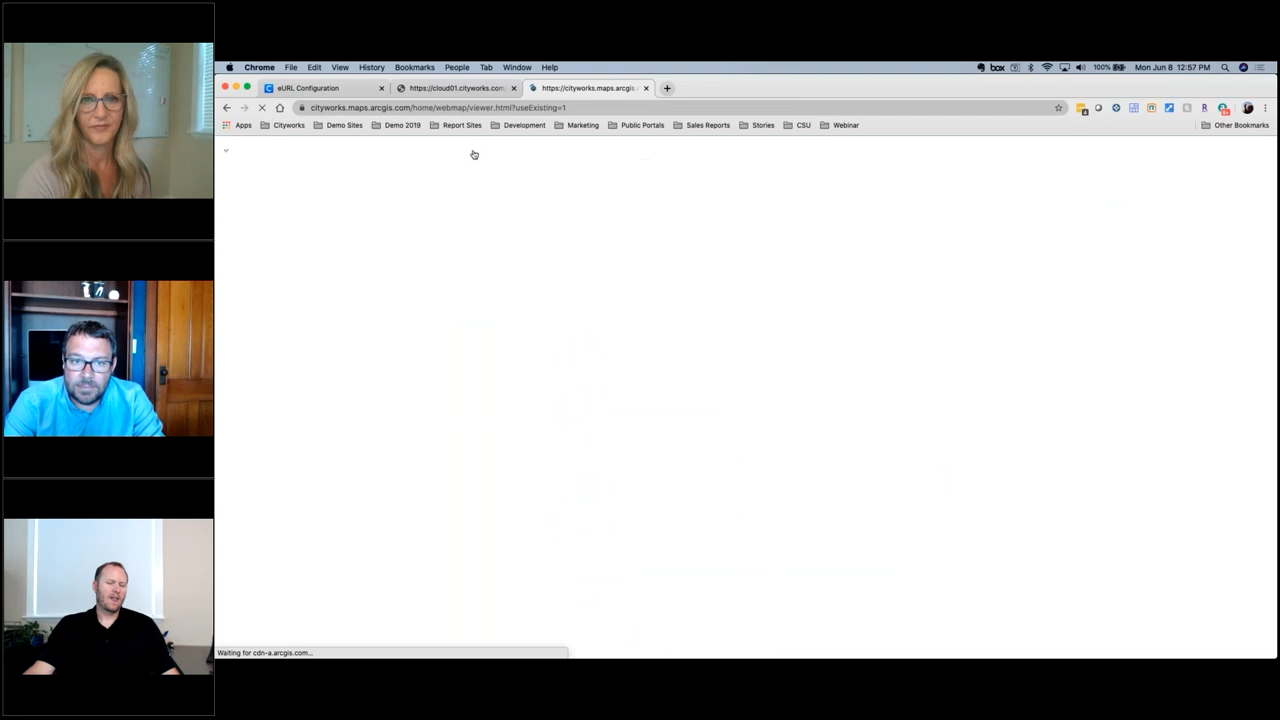 Chrome File Edit View History Bookmarks People Tab Window Help box 100% Mon Jun 8 12:57 PM
eURL Configuration https://cloud01.cityworks.com https://cityworks.maps.arcgis.
cityworks.maps.arcgis.com/home/webmap/viewer.html?useExisting=1
Apps Cityworks Demo Sites Demo 2019 Report Sites Development Marketing Public Portals Sales Reports Stories CSU Webinar Other Bookmarks
Waiting for cdn-a.arcgis.com...